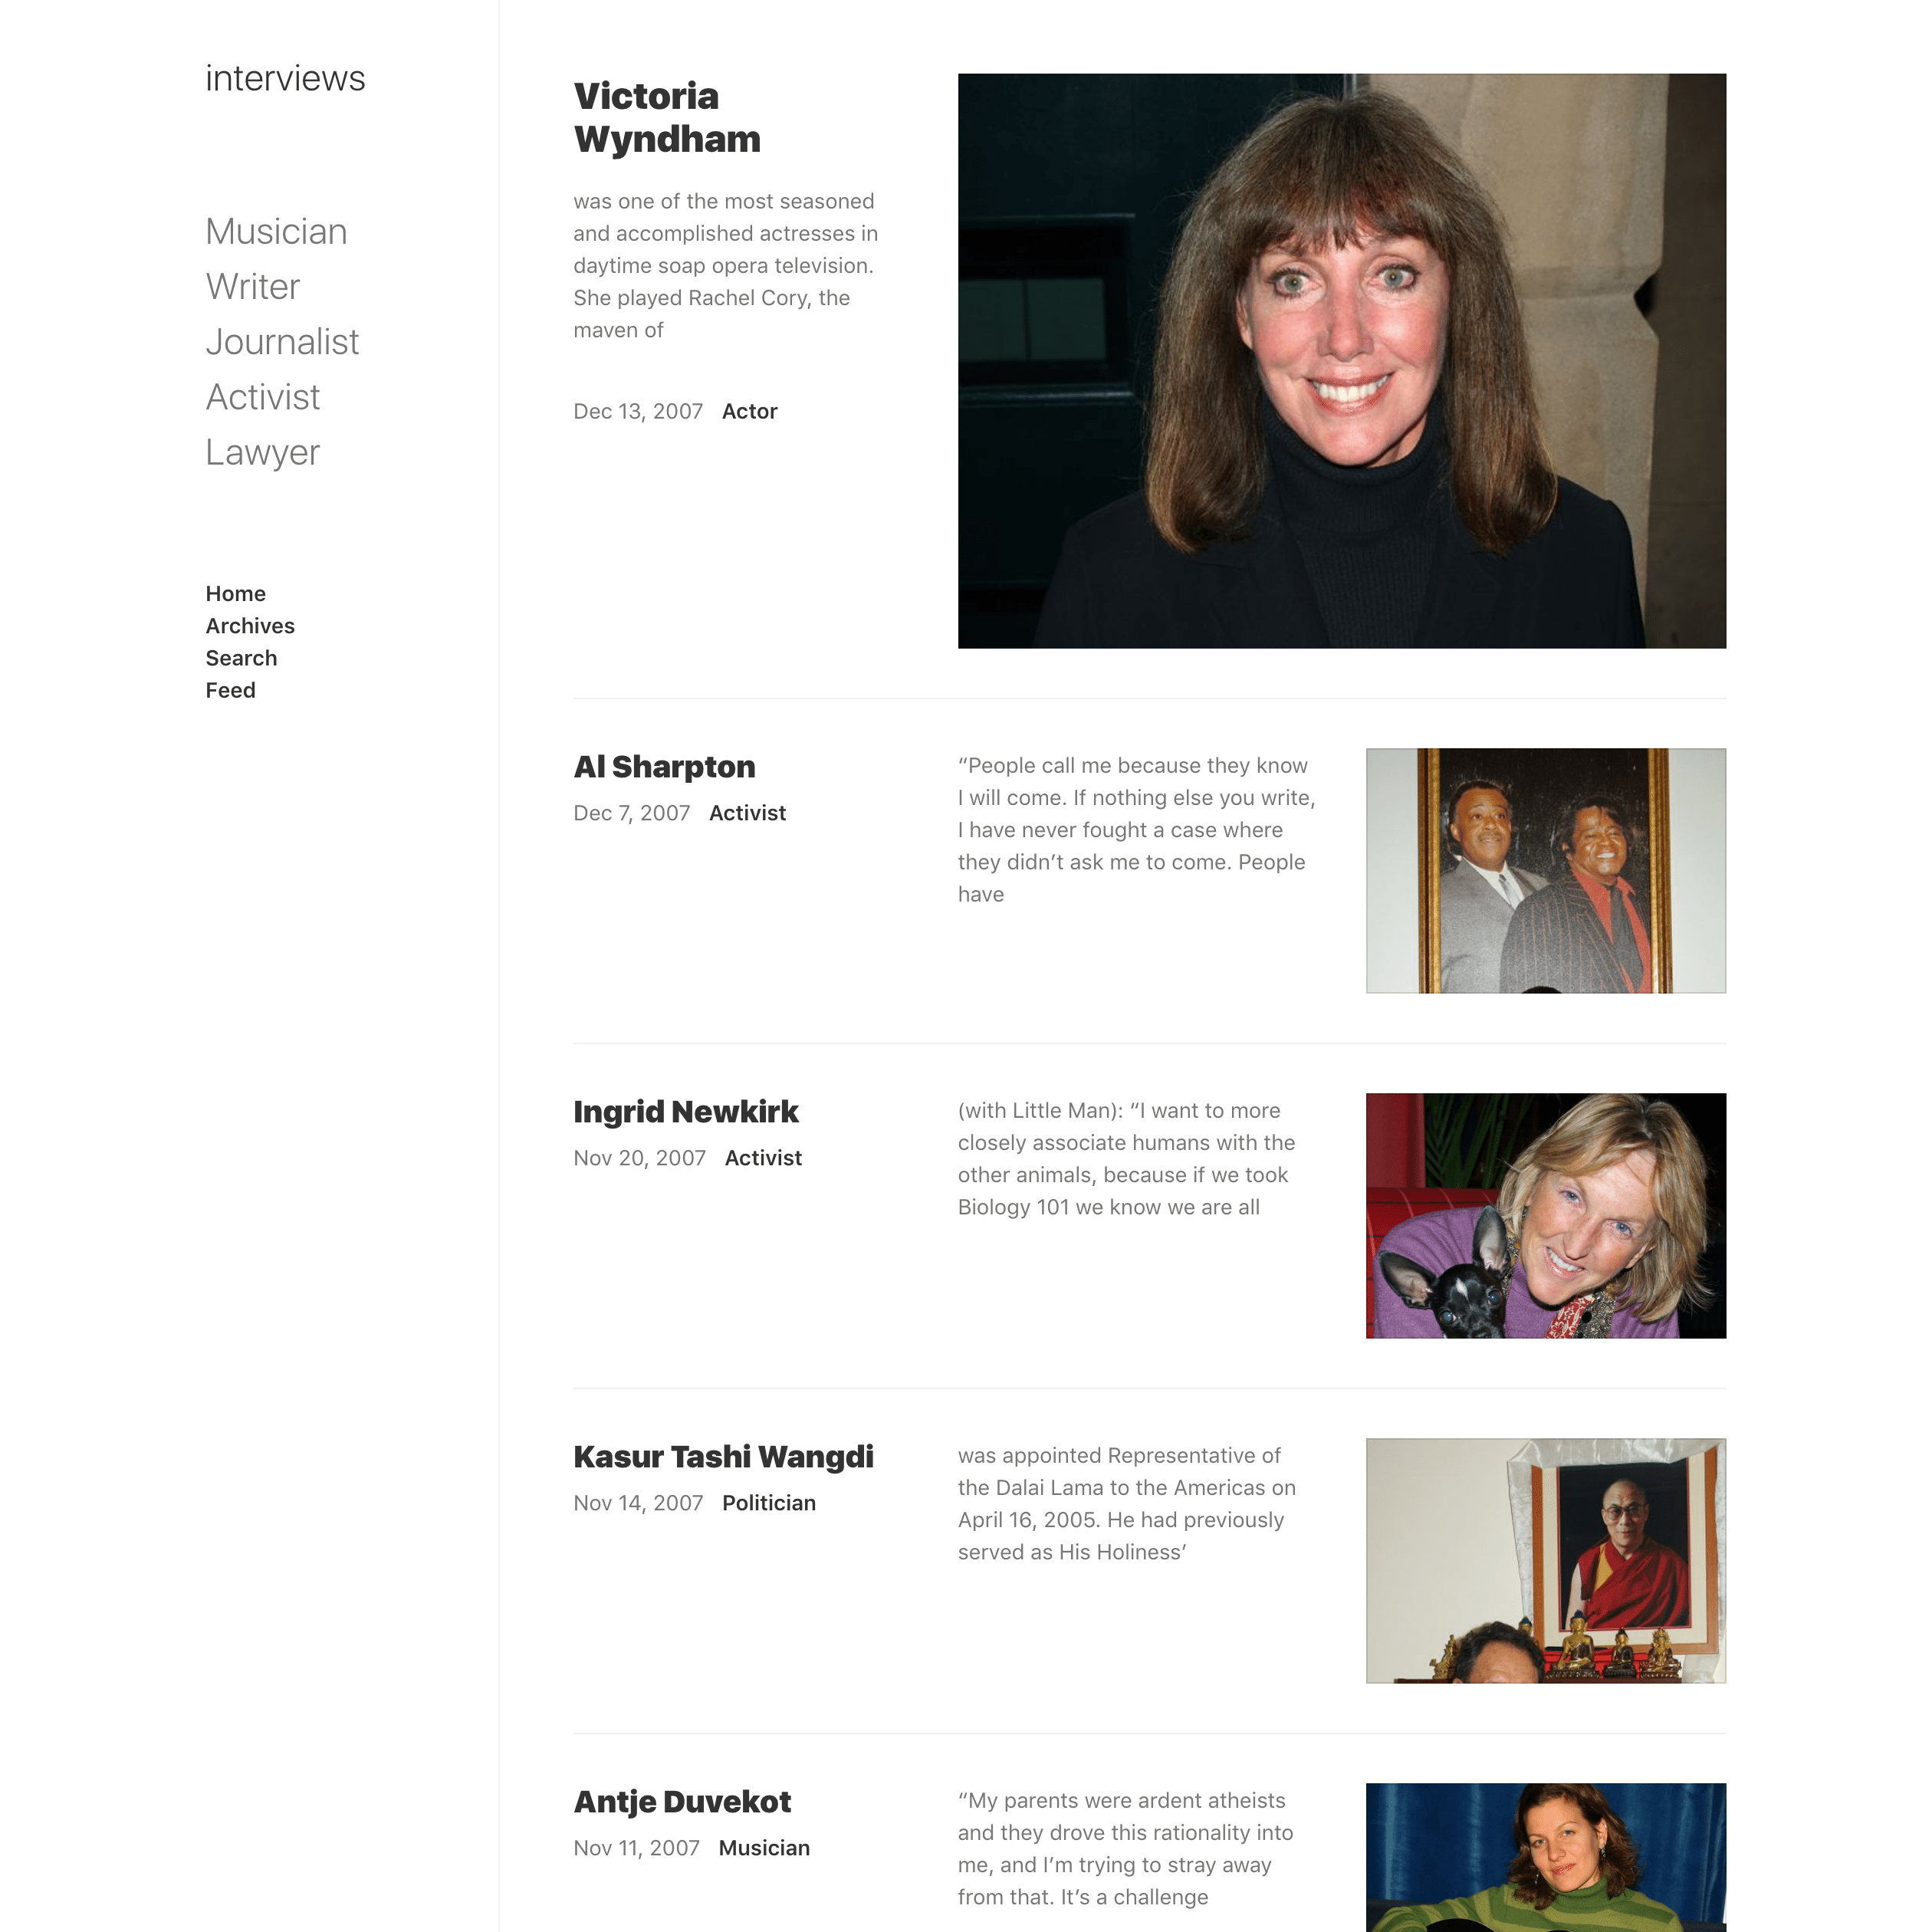 interviews
Musician
Writer
Journalist
Activist
Lawyer
Home
Archives
Search
Feed
Victoria
Wyndham
was one of the most seasoned
and accomplished actresses in
daytime soap opera television.
She played Rachel Cory, the
maven of
Dec 13, 2007 Actor
Al Sharpton
Dec 7, 2007 Activist
“People call me because they know
I will come. If nothing else you write,
I have never fought a case where
they didn’t ask me to come. People
have
Ingrid Newkirk
Nov 20, 2007 Activist
(with Little Man): “I want to more
closely associate humans with the
other animals, because if we took
Biology 101 we know we are all
Kasur Tashi Wangdi
Nov 14, 2007 Politician
was appointed Representative of
the Dalai Lama to the Americas on
April 16, 2005. He had previously
served as His Holiness’
Antje Duvekot
Nov 11, 2007 Musician
“My parents were ardent atheists
and they drove this rationality into
me, and I’m trying to stray away
from that. It’s a challenge